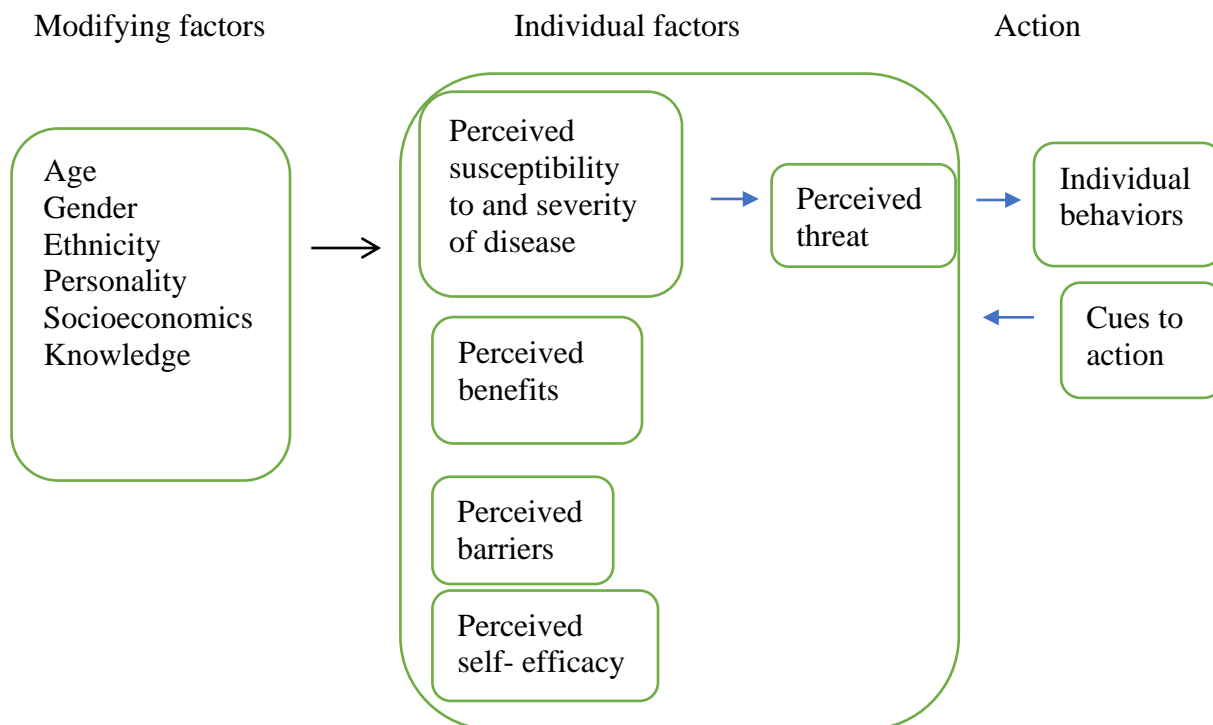 Modifying factors
Individual factors
Action
Age
Gender
Ethnicity
Personality
Socioeconomics
Knowledge
Perceived
susceptibility
to and severity
of disease
Perceived
threat
Individual
behaviors
Cues to
action
Perceived
benefits
Perceived
barriers
Perceived
self- efficacy